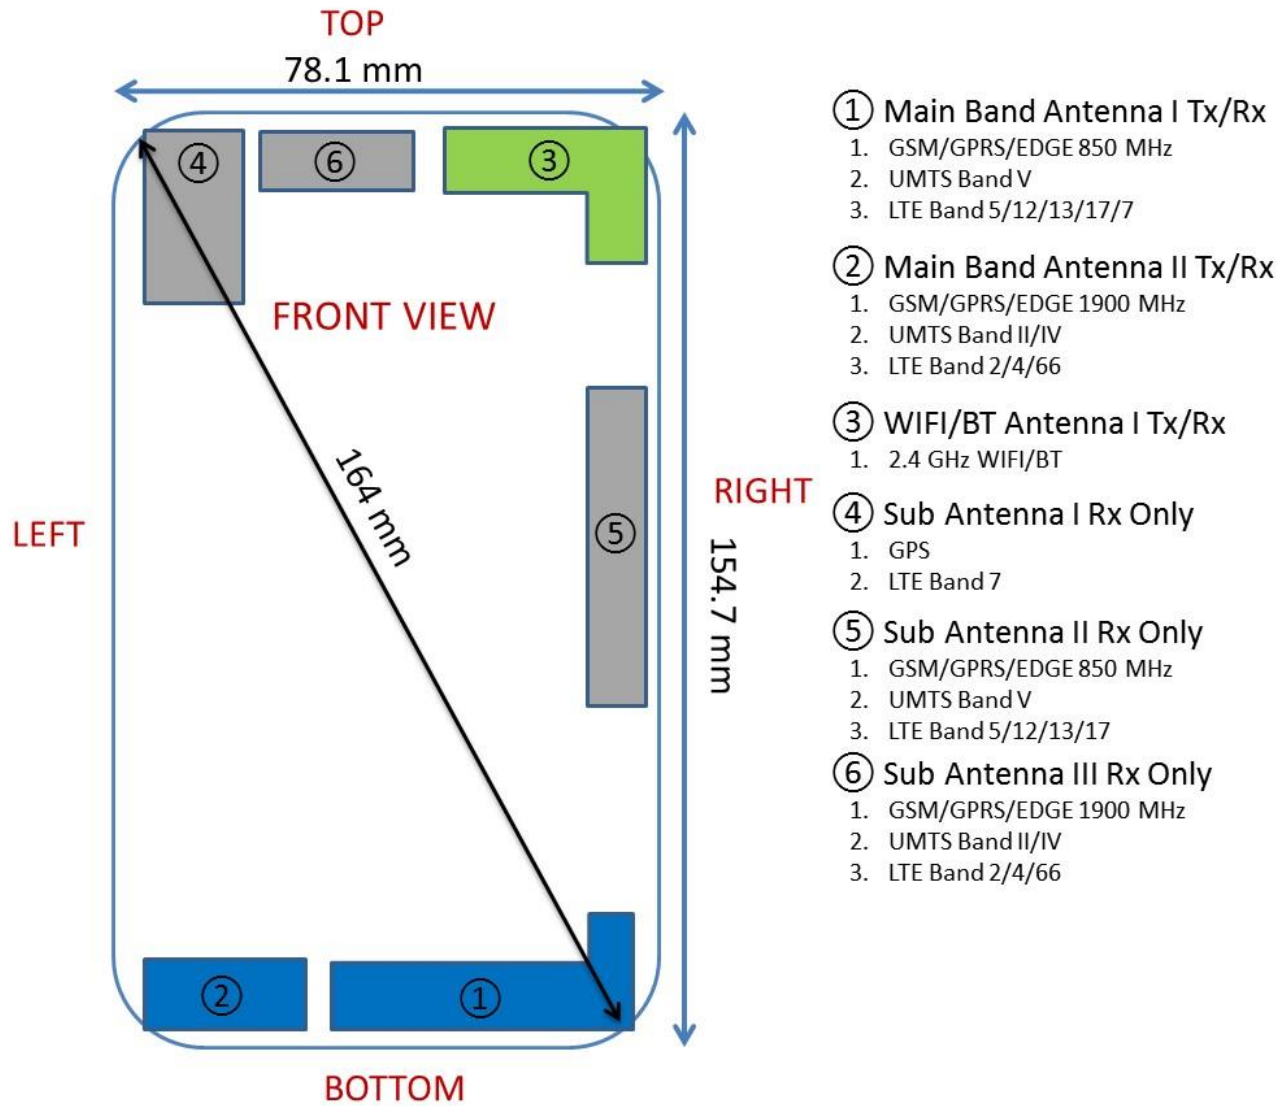 TOP
78.1 mm
④
⑥
③
FRONT VIEW
164 mm
LEFT
RIGHT
⑤
154.7 mm
②
①
BOTTOM
① Main Band Antenna I Tx/Rx
1. GSM/GPRS/EDGE 850 MHz
2. UMTS Band V
3. LTE Band 5/12/13/17/7
② Main Band Antenna II Tx/Rx
1. GSM/GPRS/EDGE 1900 MHz
2. UMTS Band II/IV
3. LTE Band 2/4/66
③ WIFI/BT Antenna I Tx/Rx
1. 2.4 GHz WIFI/BT
④ Sub Antenna I Rx Only
1. GPS
2. LTE Band 7
⑤ Sub Antenna II Rx Only
1. GSM/GPRS/EDGE 850 MHz
2. UMTS Band V
3. LTE Band 5/12/13/17
⑥ Sub Antenna III Rx Only
1. GSM/GPRS/EDGE 1900 MHz
2. UMTS Band II/IV
3. LTE Band 2/4/66